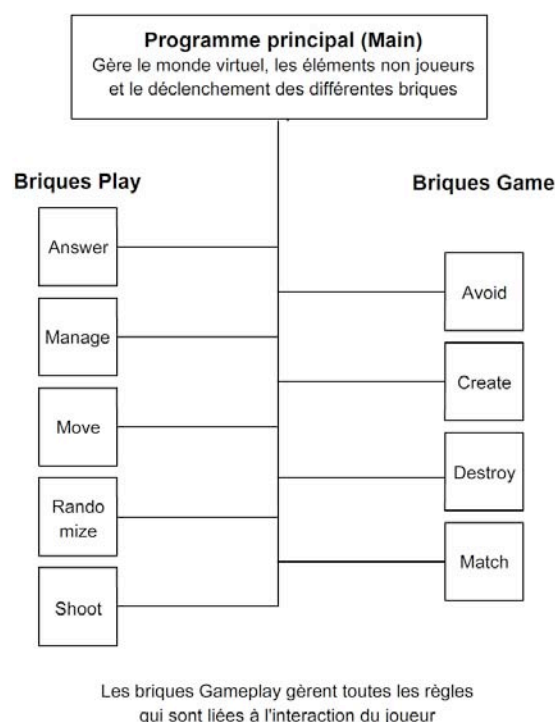 Programme principal (Main)
Gère le monde virtuel, les éléments non joueurs
et le déclenchement des différentes briques
Briques Play
Answer
Manage
Move
Rando
mize
Shoot
Briques Game
Avoid
Create
Destroy
Match
Les briques Gameplay gérent toutes les règles
qui sont liées à l'interaction du joueur